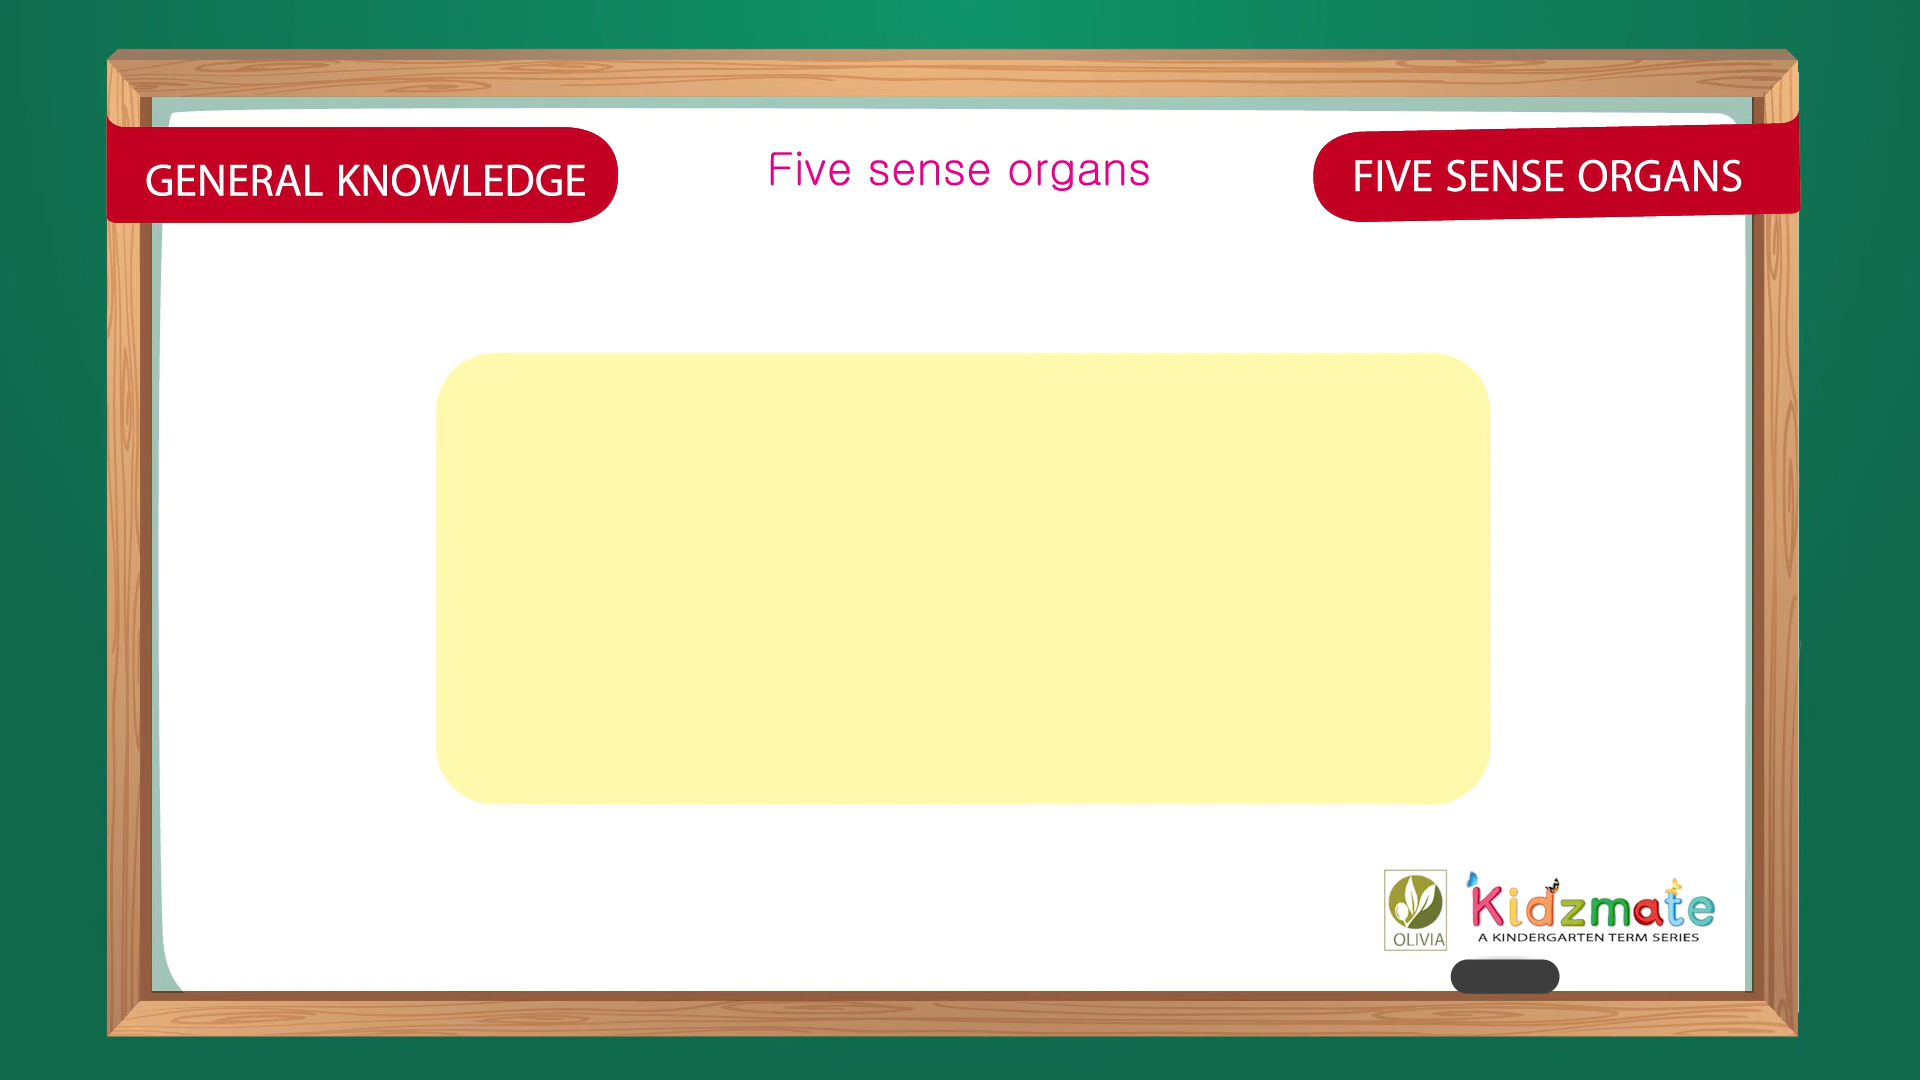 GENERAL KNOWLEDGE
Five sense organs
FIVE SENSE ORGANS
OLIVIA
Kidzmate
A KINDERGARTEN TERM SERIES